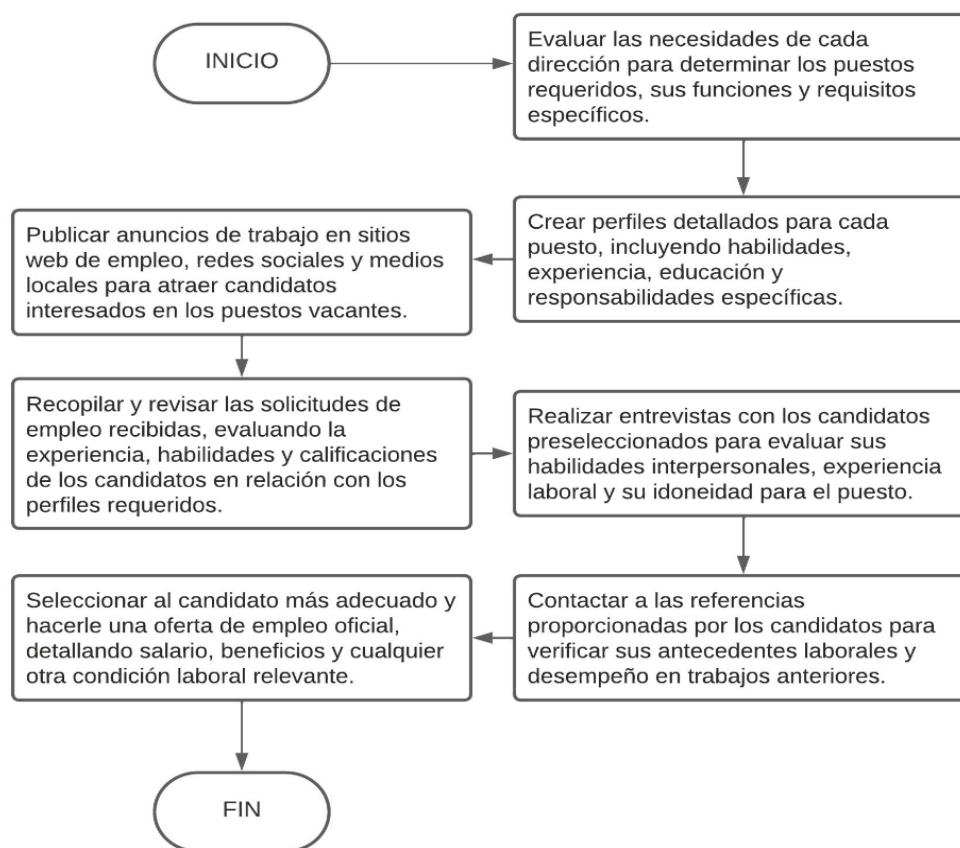 INICIO
Evaluar las necesidades de cada
dirección para determinar los puestos
requeridos, sus funciones y requisitos
específicos.
Crear perfiles detallados para cada
puesto, incluyendo habilidades,
experiencia, educación y
responsabilidades específicas.
Publicar anuncios de trabajo en sitios
web de empleo, redes sociales y medios
locales para atraer candidatos
interesados en los puestos vacantes.
Recopilar y revisar las solicitudes de
empleo recibidas, evaluando la
experiencia, habilidades y calificaciones
de los candidatos en relación con los
perfiles requeridos.
Realizar entrevistas con los candidatos
preseleccionados para evaluar sus
habilidades interpersonales, experiencia
laboral y su idoneidad para el puesto.
Contactar a las referencias
proporcionadas por los candidatos para
verificar sus antecedentes laborales y
desempeño en trabajos anteriores.
Seleccionar al candidato más adecuado y
hacerle una oferta de empleo oficial,
detallando salario, beneficios y cualquier
otra condición laboral relevante.
FIN